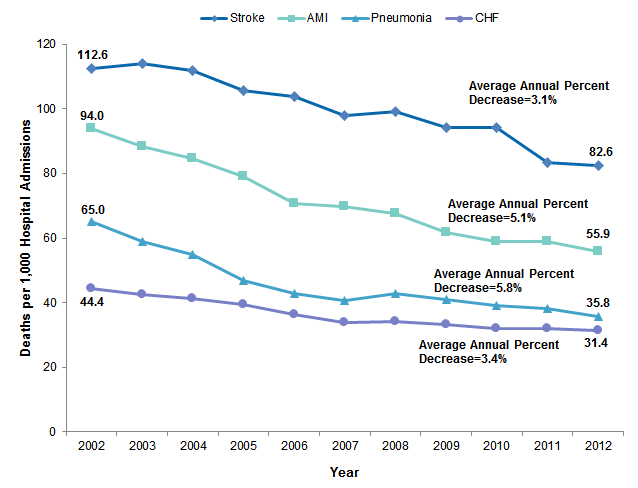 Stroke AMI Pneumonia CHF
120
100
80
60
40
20
0
Deaths per 1,000 Hospital Admissions
112.6
94.0
65.0
44.4
Average Annual Percent
Decrease=3.1%
82.6
Average Annual Percent
Decrease=5.1%
55.9
Average Annual Percent
Decrease=5.8%
35.8
Average Annual Percent
Decrease=3.4%
31.4
2002 2003 2004 2005 2006 2007 2008 2009 2010 2011 2012
Year